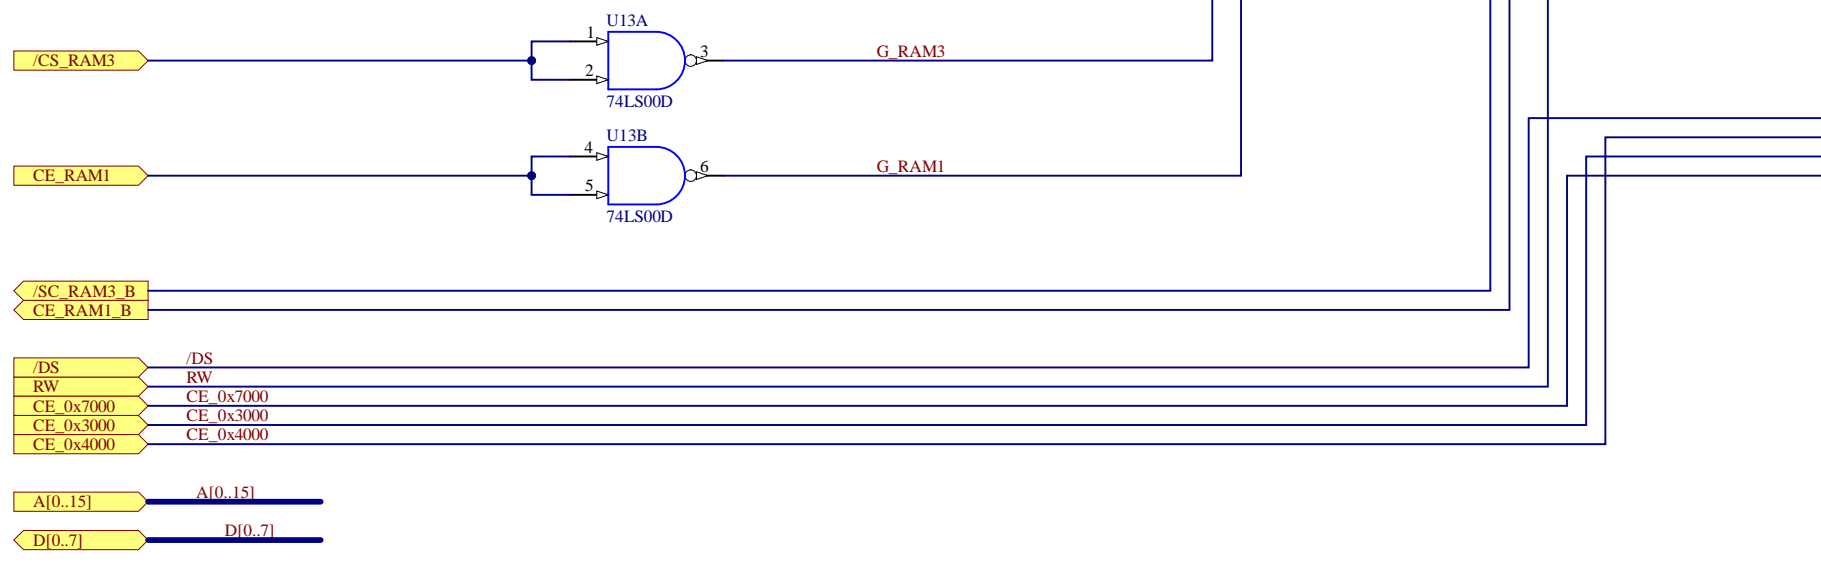 U13A
1
/CS_RAM3
3
G_RAM3
2
74LS00D
U13B
4
CE_RAM1
6
G_RAM1
5
74LS00D
/SC_RAM3_B
CE_RAM1_B
/DS
/DS
RW
RW
CE_0x7000
CE_0x7000
CE_0x3000
CE_0x3000
CE_0x4000
CE_0x4000
A[0..15]
A[0..15]
D[0..7]
D[0..7]